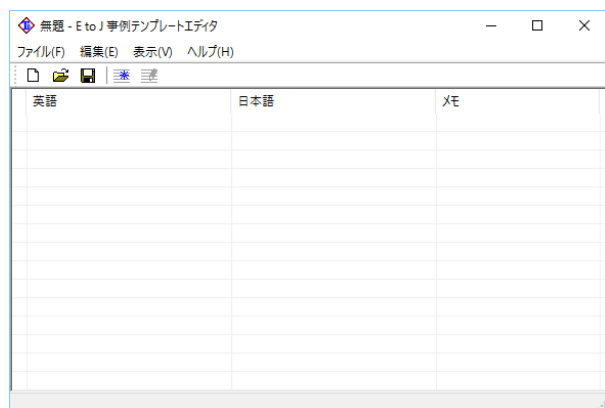 無題 - E to J 事例テンプレートエディタ
ファイル(F) 編集(E) 表示(V) ヘルプ(H)
英語 日本語 メモ